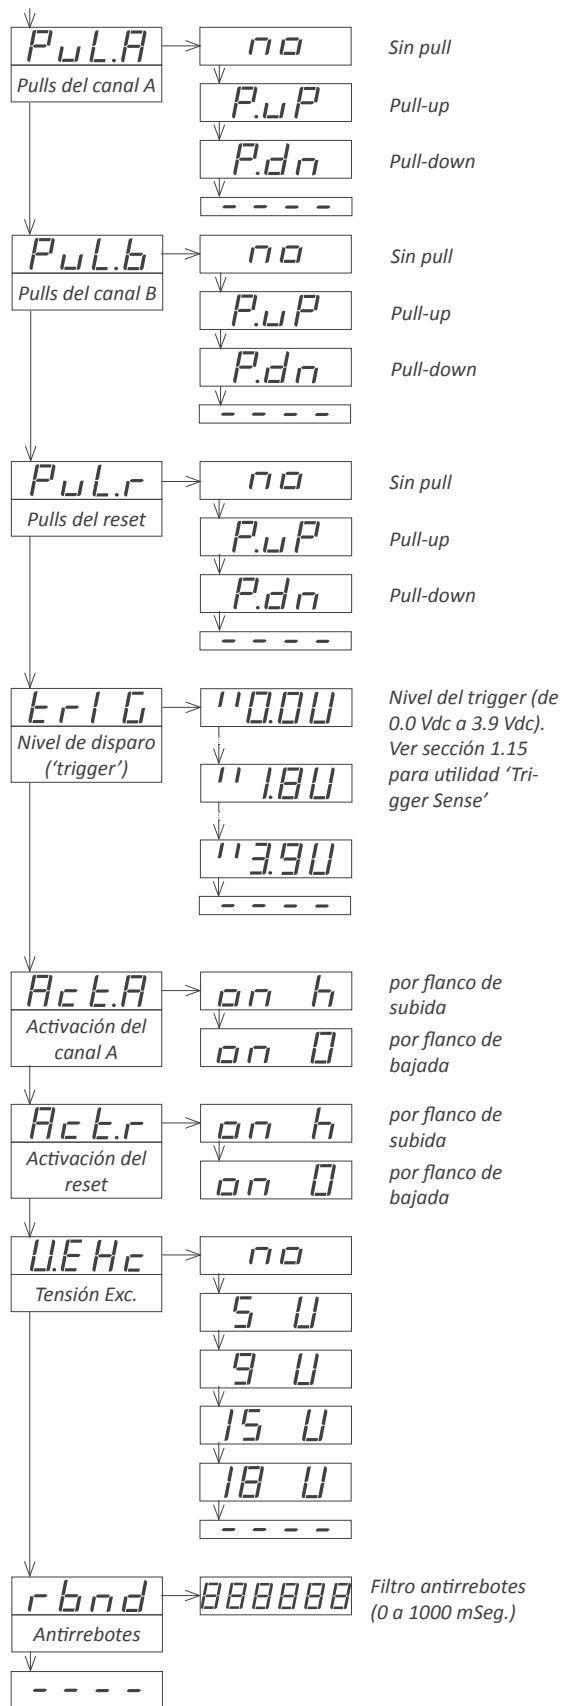 PuL.A no Sin pull
Pulls del canal A
P.uP Pull-up
P.dn Pull-down
- - - -
PuL.b no Sin pull
Pulls del canal B
P.uP Pull-up
P.dn Pull-down
- - - -
PuL.r no Sin pull
Pulls del reset
P.uP Pull-up
P.dn Pull-down
- - - -
trIG "0.0U Nivel del trigger (de
Nivel de disparo 0.0 Vdc a 3.9 Vdc).
('trigger') Ver sección 1.15
"1.8U para utilidad 'Tri-
gger Sense'
"3.9U
- - - -
Act.A on h por flanco de
subida
Activación del
canal A
on 0 por flanco de
bajada
Act.r on h por flanco de
subida
Activación del
reset
on 0 por flanco de
bajada
U.EHc no
Tensión Exc.
5 U
9 U
15 U
18 U
- - - -
rbnd 888888 Filtro antirrebotes
Antirrebotes (0 a 1000 mSeg.)
- - - -